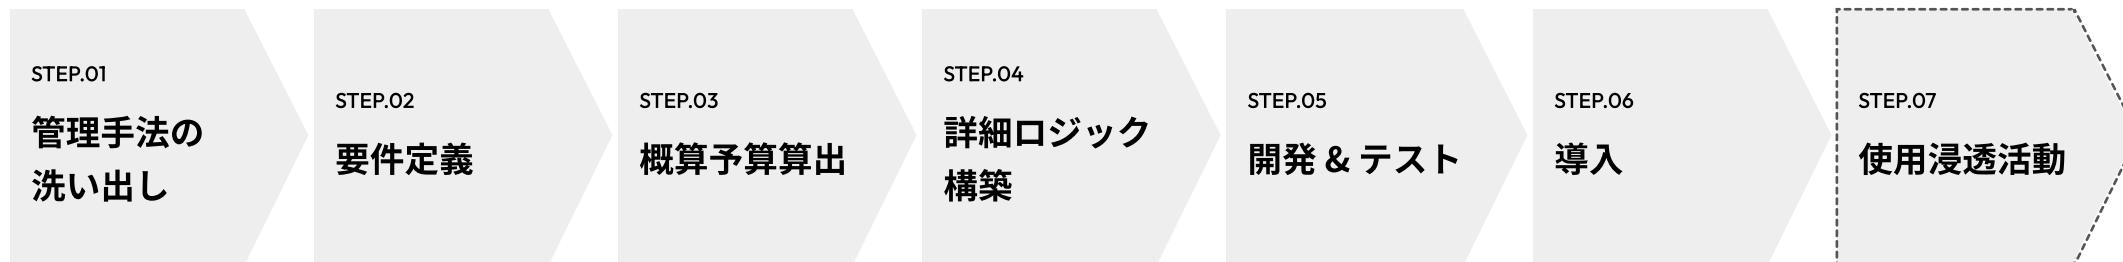 STEP.01
管理手法の
洗い出し
STEP.02
要件定義
STEP.03
概算予算算出
STEP.04
詳細ロジック
構築
STEP.05
開発 & テスト
STEP.06
導入
STEP.07
使用浸透活動